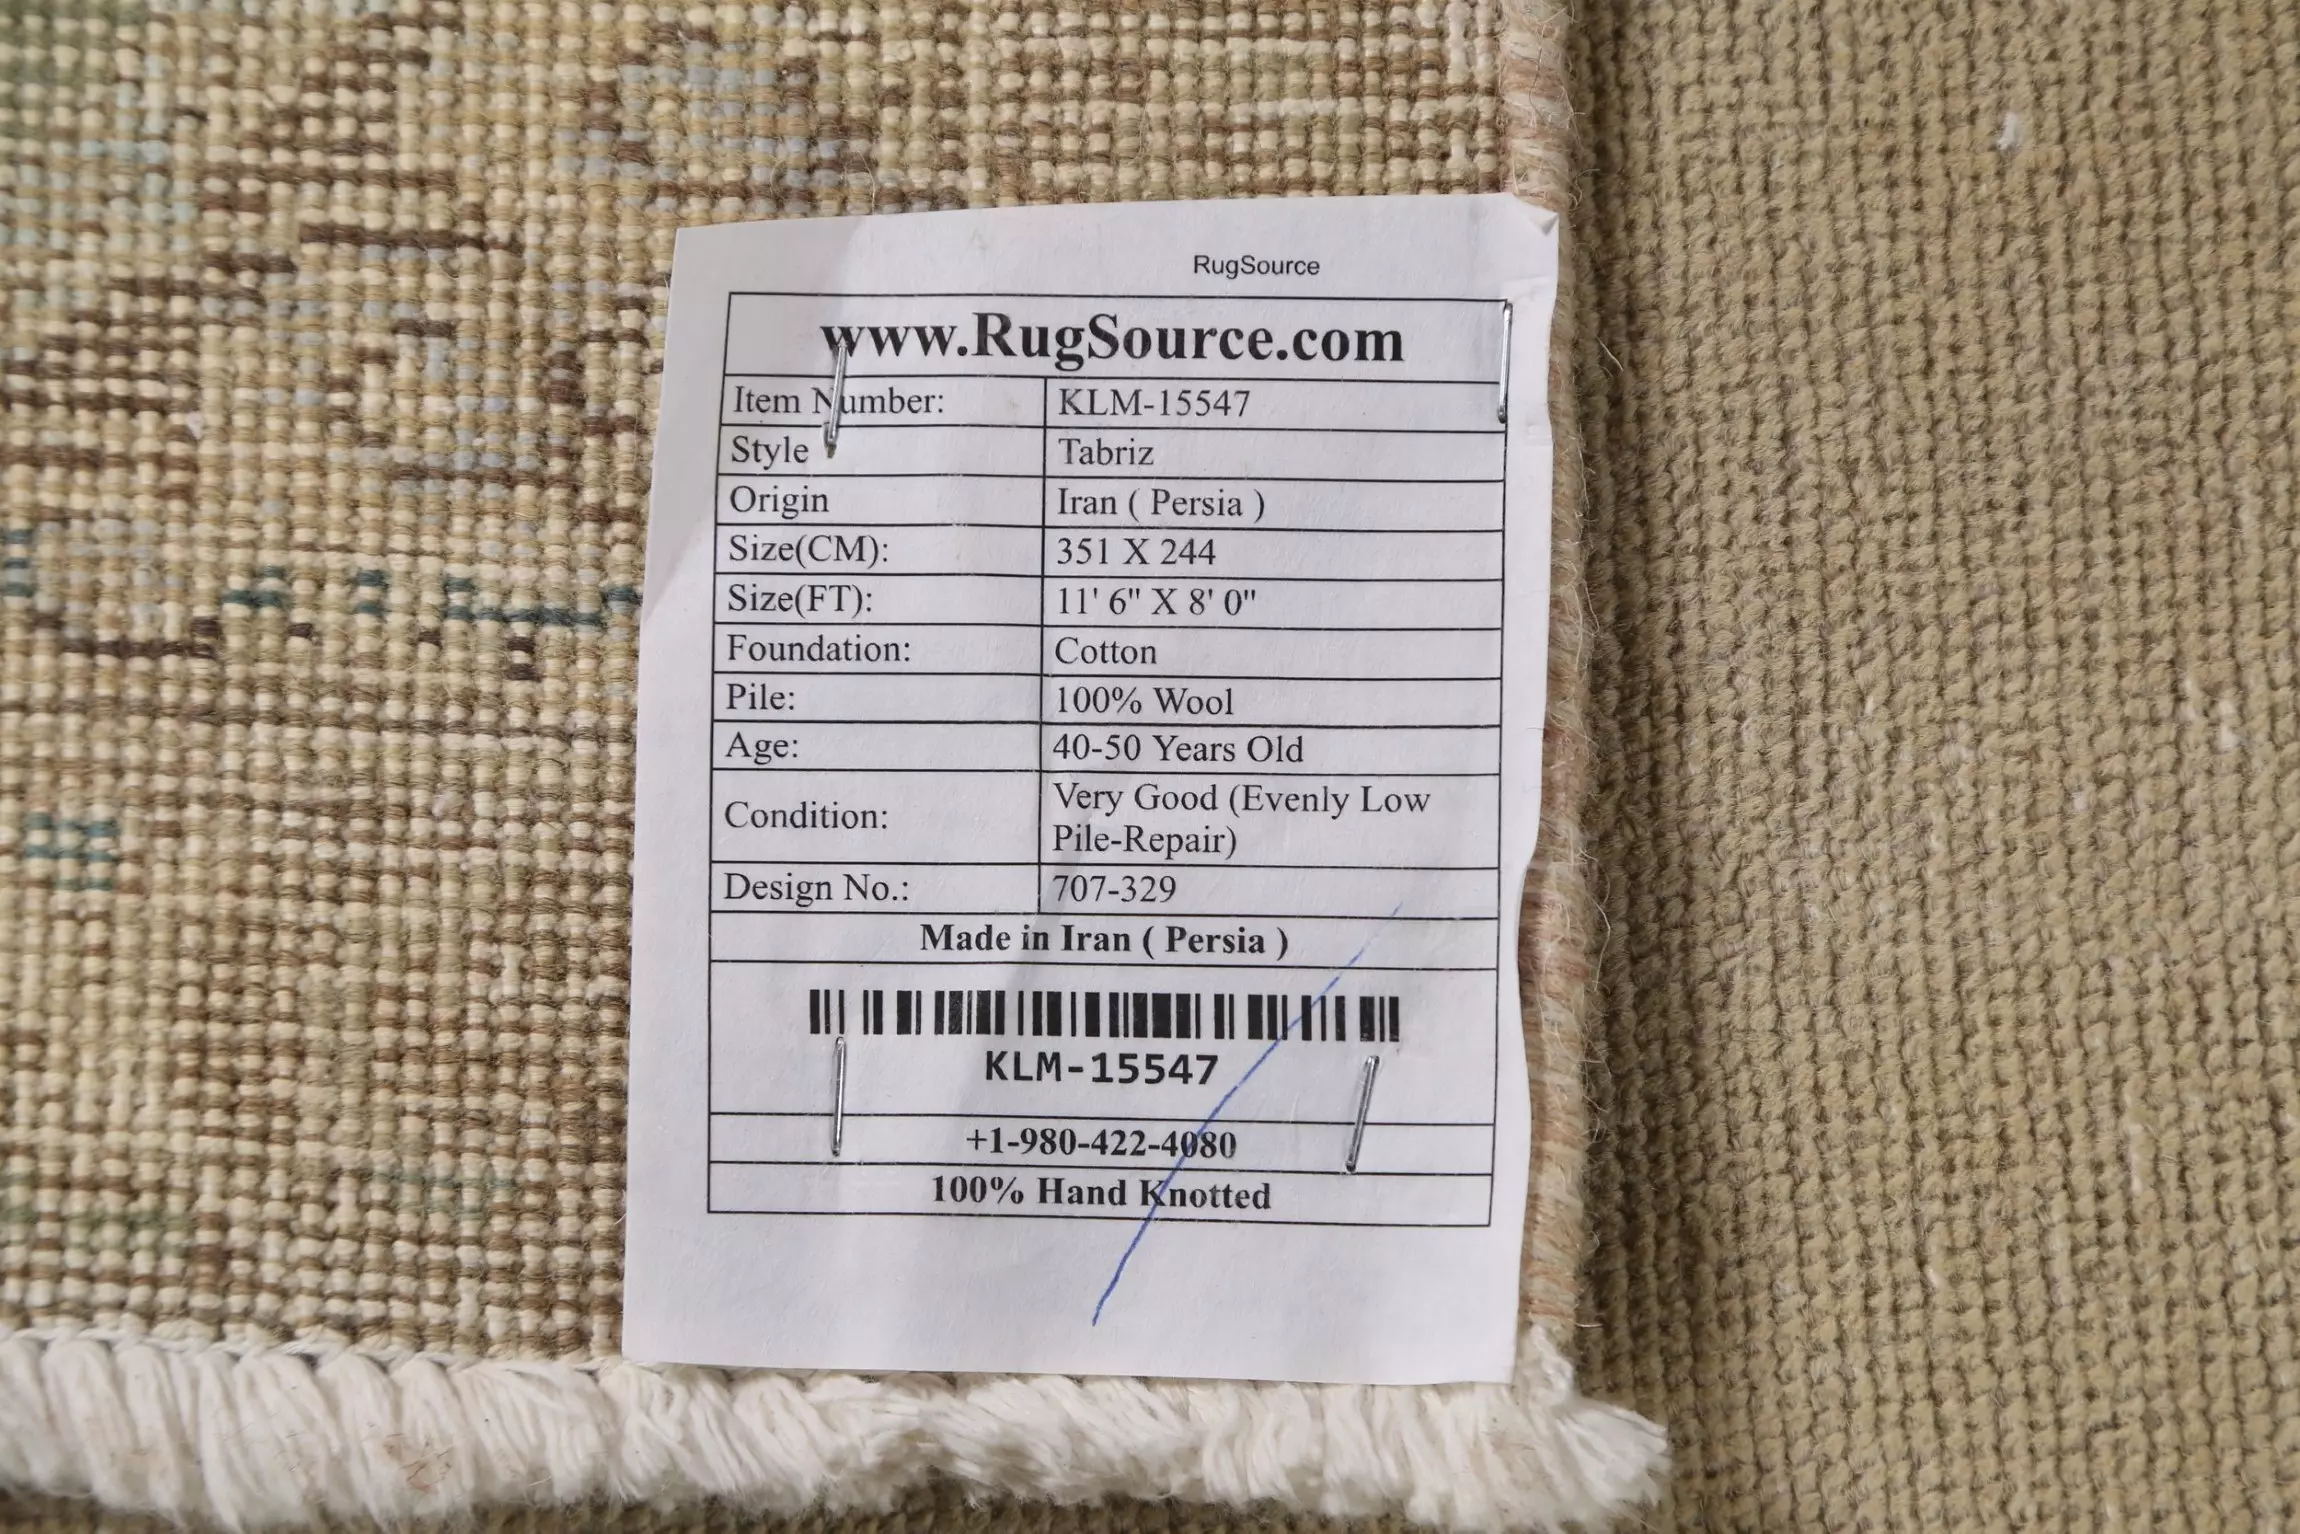 RugSource
www.RugSource.com
Item Number: KLM-15547
Style Tabriz
Origin Iran ( Persia )
Size(CM): 351 X 244
Size(FT): 11' 6" X 8' 0"
Foundation: Cotton
Pile: 100% Wool
Age: 40-50 Years Old
Condition: Very Good (Evenly Low
Pile-Repair)
Design No.: 707-329
Made in Iran ( Persia )
KLM-15547
+1-980-422-4080
100% Hand Knotted